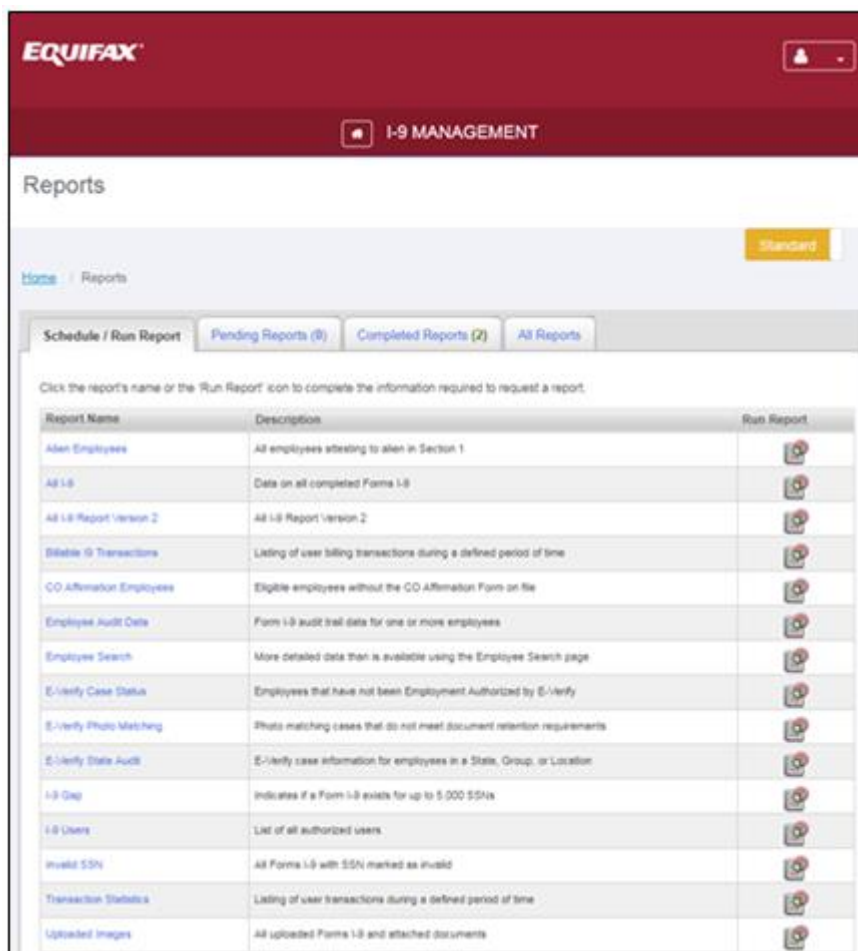 EQUIFAX
I-9 MANAGEMENT
Reports
Standard
Home / Reports
Schedule / Run Report Pending Reports (0) Completed Reports (2) All Reports
Click the report's name or the 'Run Report' icon to complete the information required to request a report.
Report Name Description Run Report
Alien Employees All employees attesting to alien in Section 1
All I-9 Data on all completed Forms I-9
All I-9 Report Version 2 All I-9 Report Version 2
Billable I9 Transactions Listing of user billing transactions during a defined period of time
CO Affirmation Employees Eligible employees without the CO Affirmation Form on file
Employee Audit Data Form I-9 audit trail data for one or more employees
Employee Search More detailed data than is available using the Employee Search page
E-Verify Case Status Employees that have not been Employment Authorized by E-Verify
E-Verify Photo Matching Photo matching cases that do not meet document retention requirements
E-Verify State Audit E-Verify case information for employees in a State, Group, or Location
I-9 Gap Indicates if a Form I-9 exists for up to 5,000 SSNs
I-9 Users List of all authorized users
Invalid SSN All Forms I-9 with SSN marked as invalid
Transaction Statistics Listing of user transactions during a defined period of time
Uploaded Images All uploaded Forms I-9 and attached documents